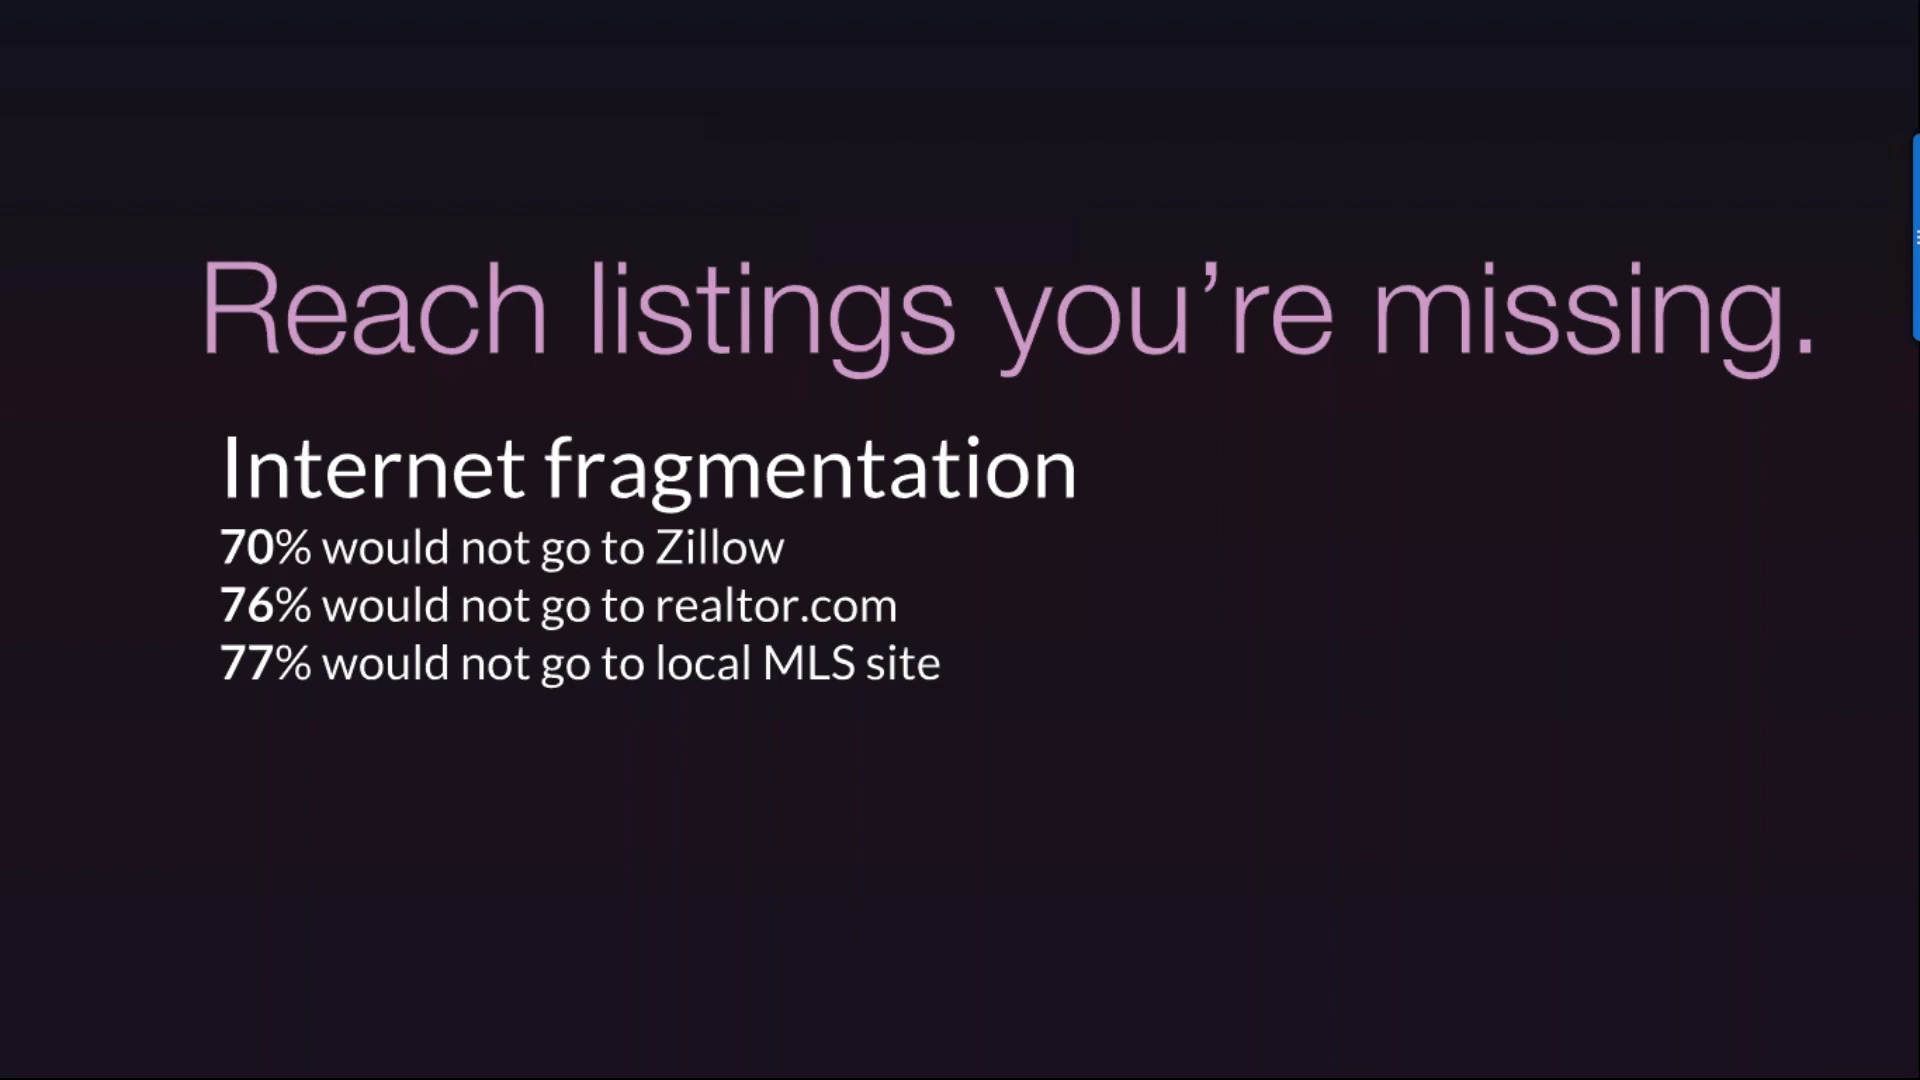 Reach listings you’re missing.
Internet fragmentation
70% would not go to Zillow
76% would not go to realtor.com
77% would not go to local MLS site